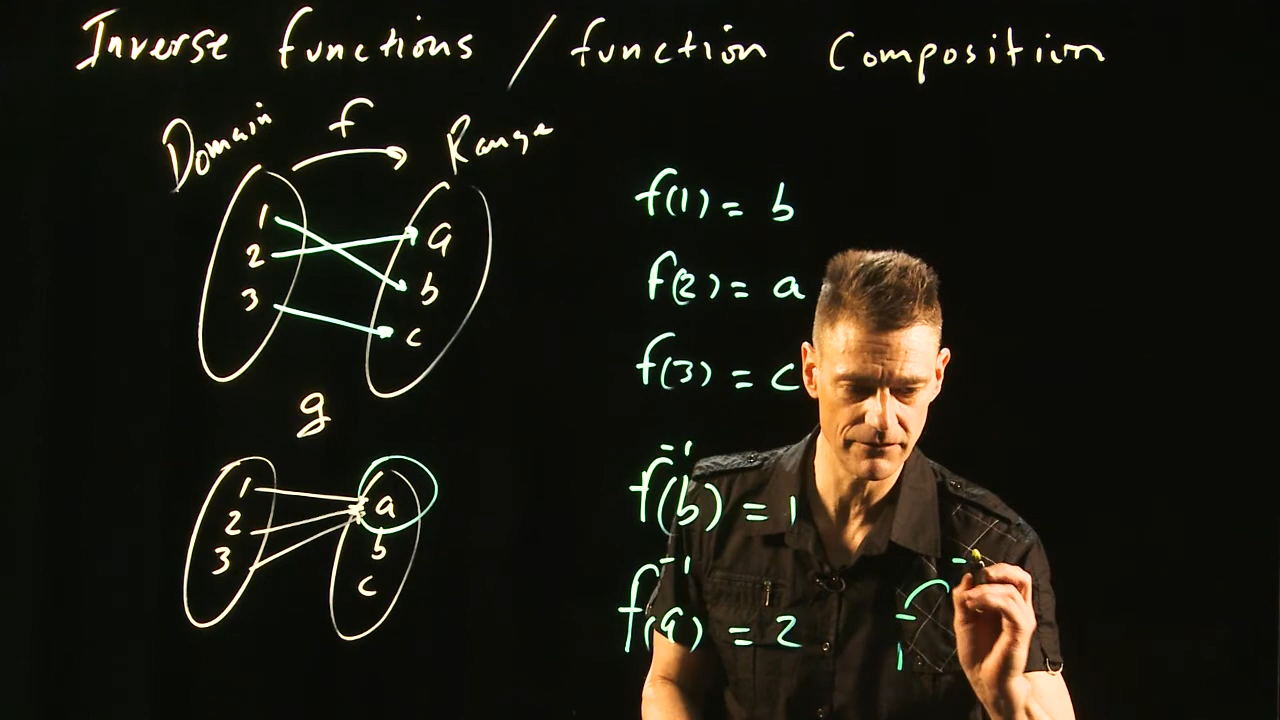 Inverse functions / function Composition
Domain f Range
1 a
2 b
3 c
g
1 a
2 b
3 c
f(1) = b
f(2) = a
f(3) = c
f⁻¹(b) = 1
f⁻¹(a) = 2
f⁻